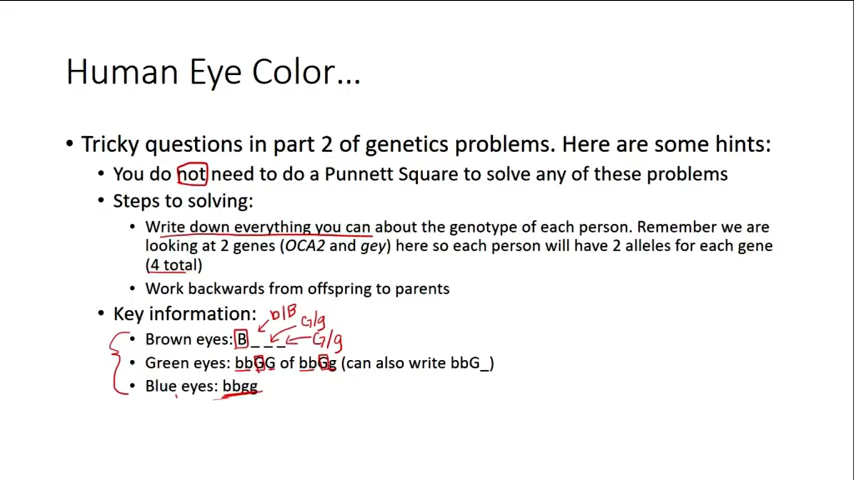 Human Eye Color...
• Tricky questions in part 2 of genetics problems. Here are some hints:
• You do not need to do a Punnett Square to solve any of these problems
• Steps to solving:
• Write down everything you can about the genotype of each person. Remember we are
looking at 2 genes (OCA2 and gey) here so each person will have 2 alleles for each gene
(4 total)
• Work backwards from offspring to parents
• Key information:
b/B
G/g
• Brown eyes: B _ _ _
G/g
• Green eyes: bbGG of bbGg (can also write bbG_)
• Blue eyes: bbgg